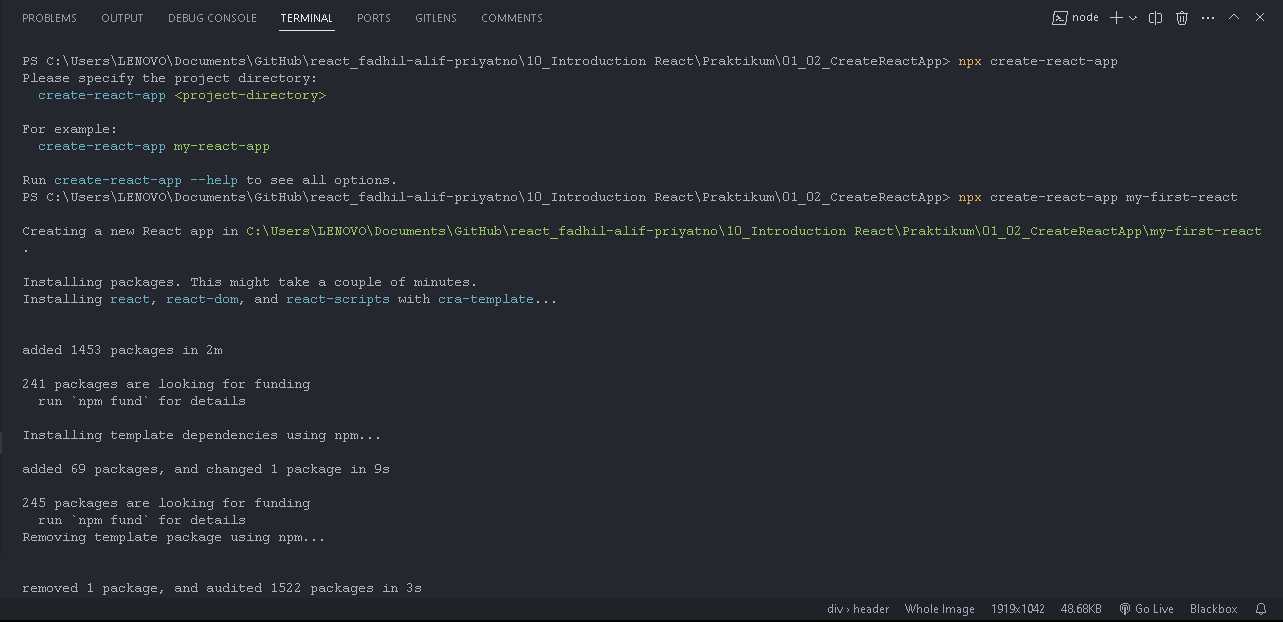 PROBLEMS OUTPUT DEBUG CONSOLE TERMINAL PORTS GITLENS COMMENTS node
PS C:\Users\LENOVO\Documents\GitHub\react_fadhil-alif-priyatno\10_Introduction React\Praktikum\01_02_CreateReactApp> npx create-react-app
Please specify the project directory:
  create-react-app <project-directory>
For example:
  create-react-app my-react-app
Run create-react-app --help to see all options.
PS C:\Users\LENOVO\Documents\GitHub\react_fadhil-alif-priyatno\10_Introduction React\Praktikum\01_02_CreateReactApp> npx create-react-app my-first-react
Creating a new React app in C:\Users\LENOVO\Documents\GitHub\react_fadhil-alif-priyatno\10_Introduction React\Praktikum\01_02_CreateReactApp\my-first-react
.
Installing packages. This might take a couple of minutes.
Installing react, react-dom, and react-scripts with cra-template...
added 1453 packages in 2m
241 packages are looking for funding
  run `npm fund` for details
Installing template dependencies using npm...
added 69 packages, and changed 1 package in 9s
245 packages are looking for funding
  run `npm fund` for details
Removing template package using npm...
removed 1 package, and audited 1522 packages in 3s
div › header Whole Image 1919x1042 48.68KB Go Live Blackbox